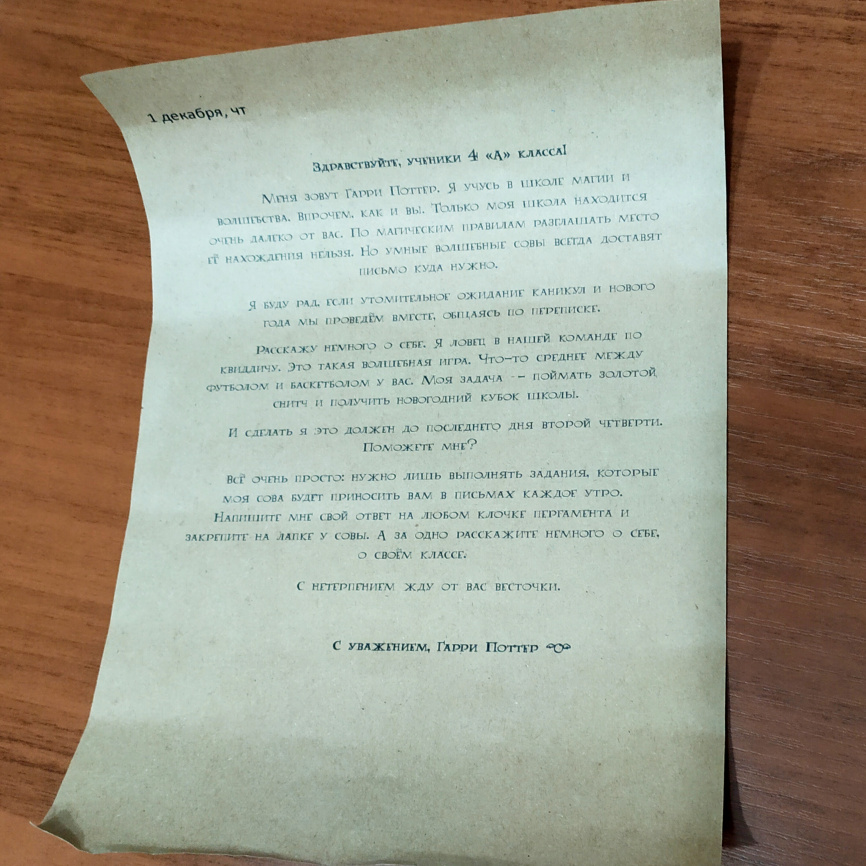 1 декабря, чт
Здравствуйте, ученики 4 «А» класса!
Меня зовут Гарри Поттер. Я учусь в школе магии и
волшебства. Впрочем, как и вы. Только моя школа находится
очень далеко от вас. По магическим правилам разглашать место
её нахождения нельзя. Но умные волшебные совы всегда доставят
письмо куда нужно.
Я буду рад, если утомительное ожидание каникул и нового
года мы проведём вместе, общаясь по переписке.
Расскажу немного о себе. Я ловец в нашей команде по
квиддичу. Это такая волшебная игра. Что-то среднее между
футболом и баскетболом у вас. Моя задача -- поймать золотой
снитч и получить новогодний кубок школы.
И сделать я это должен до последнего дня второй четверти.
Поможете мне?
Всё очень просто: нужно лишь выполнять задания, которые
моя сова будет приносить вам в письмах каждое утро.
Напишите мне свой ответ на любом клочке пергамента и
закрепите на лапке у совы. А за одно расскажите немного о себе,
о своём классе.
С нетерпением жду от вас весточки.
С уважением, Гарри Поттер